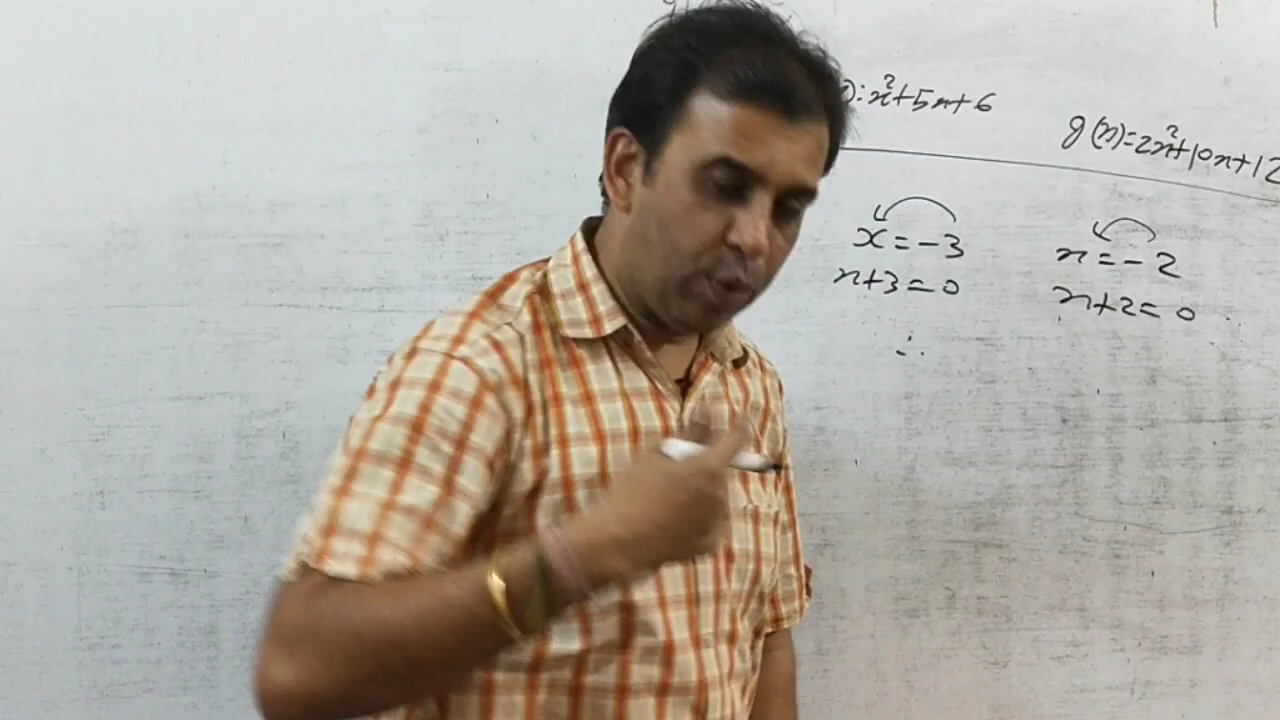 ): x²+5x+6
g(x)=2x²+10x+12
x = -3
x+3 = 0
∴
x = -2
x+2 = 0